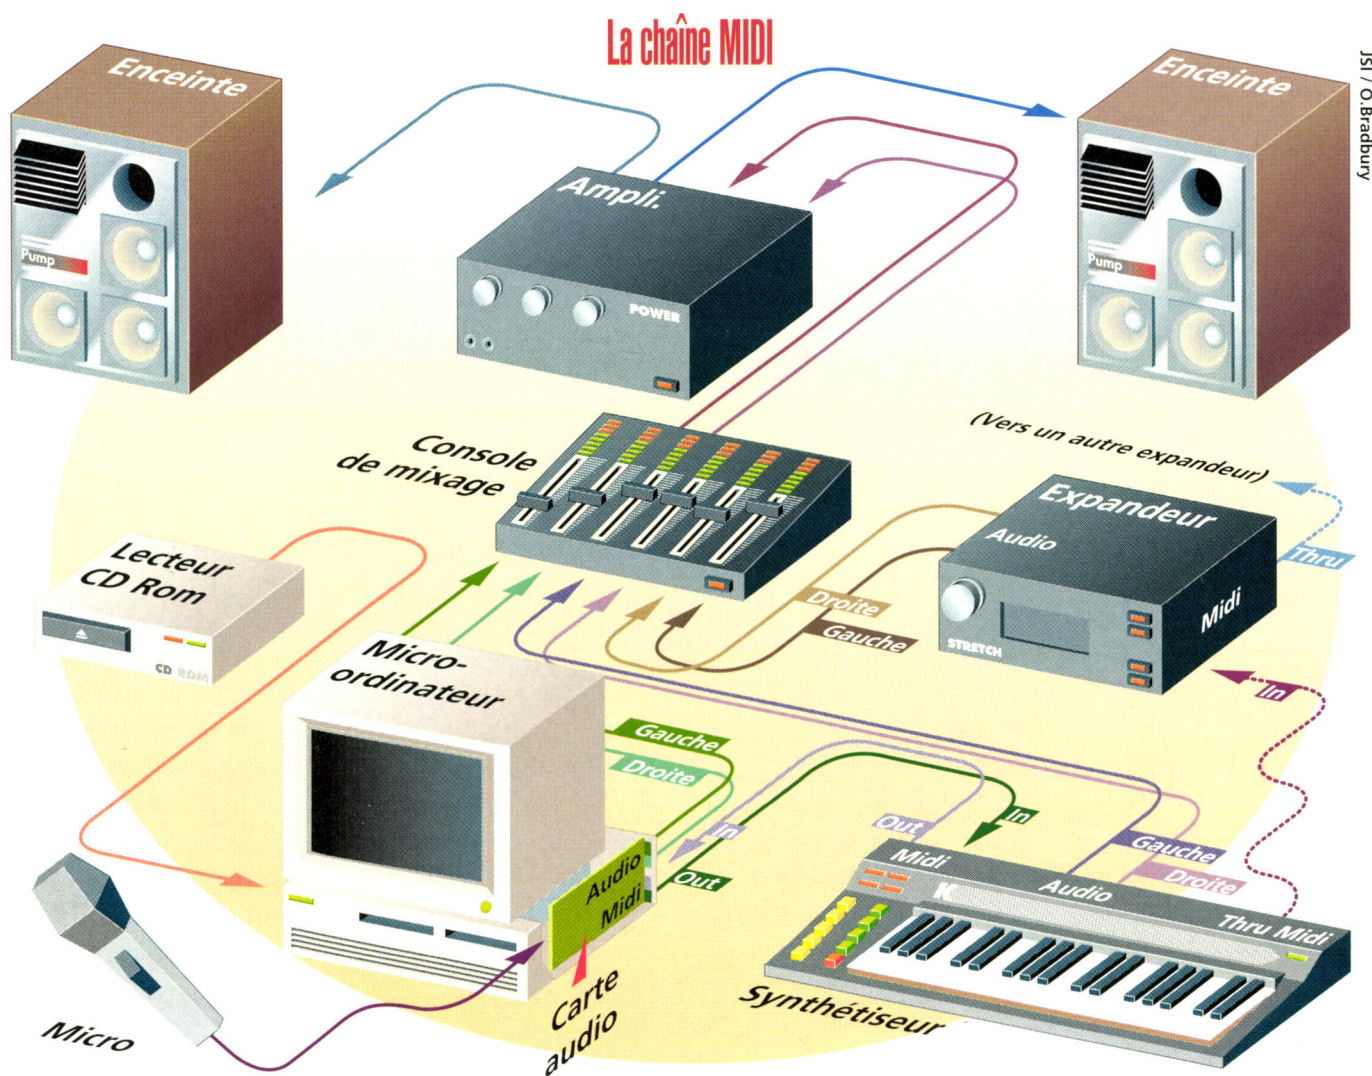 La chaîne MIDI
JSI / O.Bradbury
Enceinte
Enceinte
Ampli.
POWER
Pump
Pump
Console
de mixage
(Vers un autre expandeur)
Expandeur
Audio
Thru
Midi
STRETCH
Lecteur
CD Rom
CD ROM
Droite
Gauche
In
Micro-
ordinateur
Gauche
Droite
In
Out
Out
In
Gauche
Droite
Audio
Midi
Midi
Audio
Thru Midi
K
Carte
audio
Synthétiseur
Micro